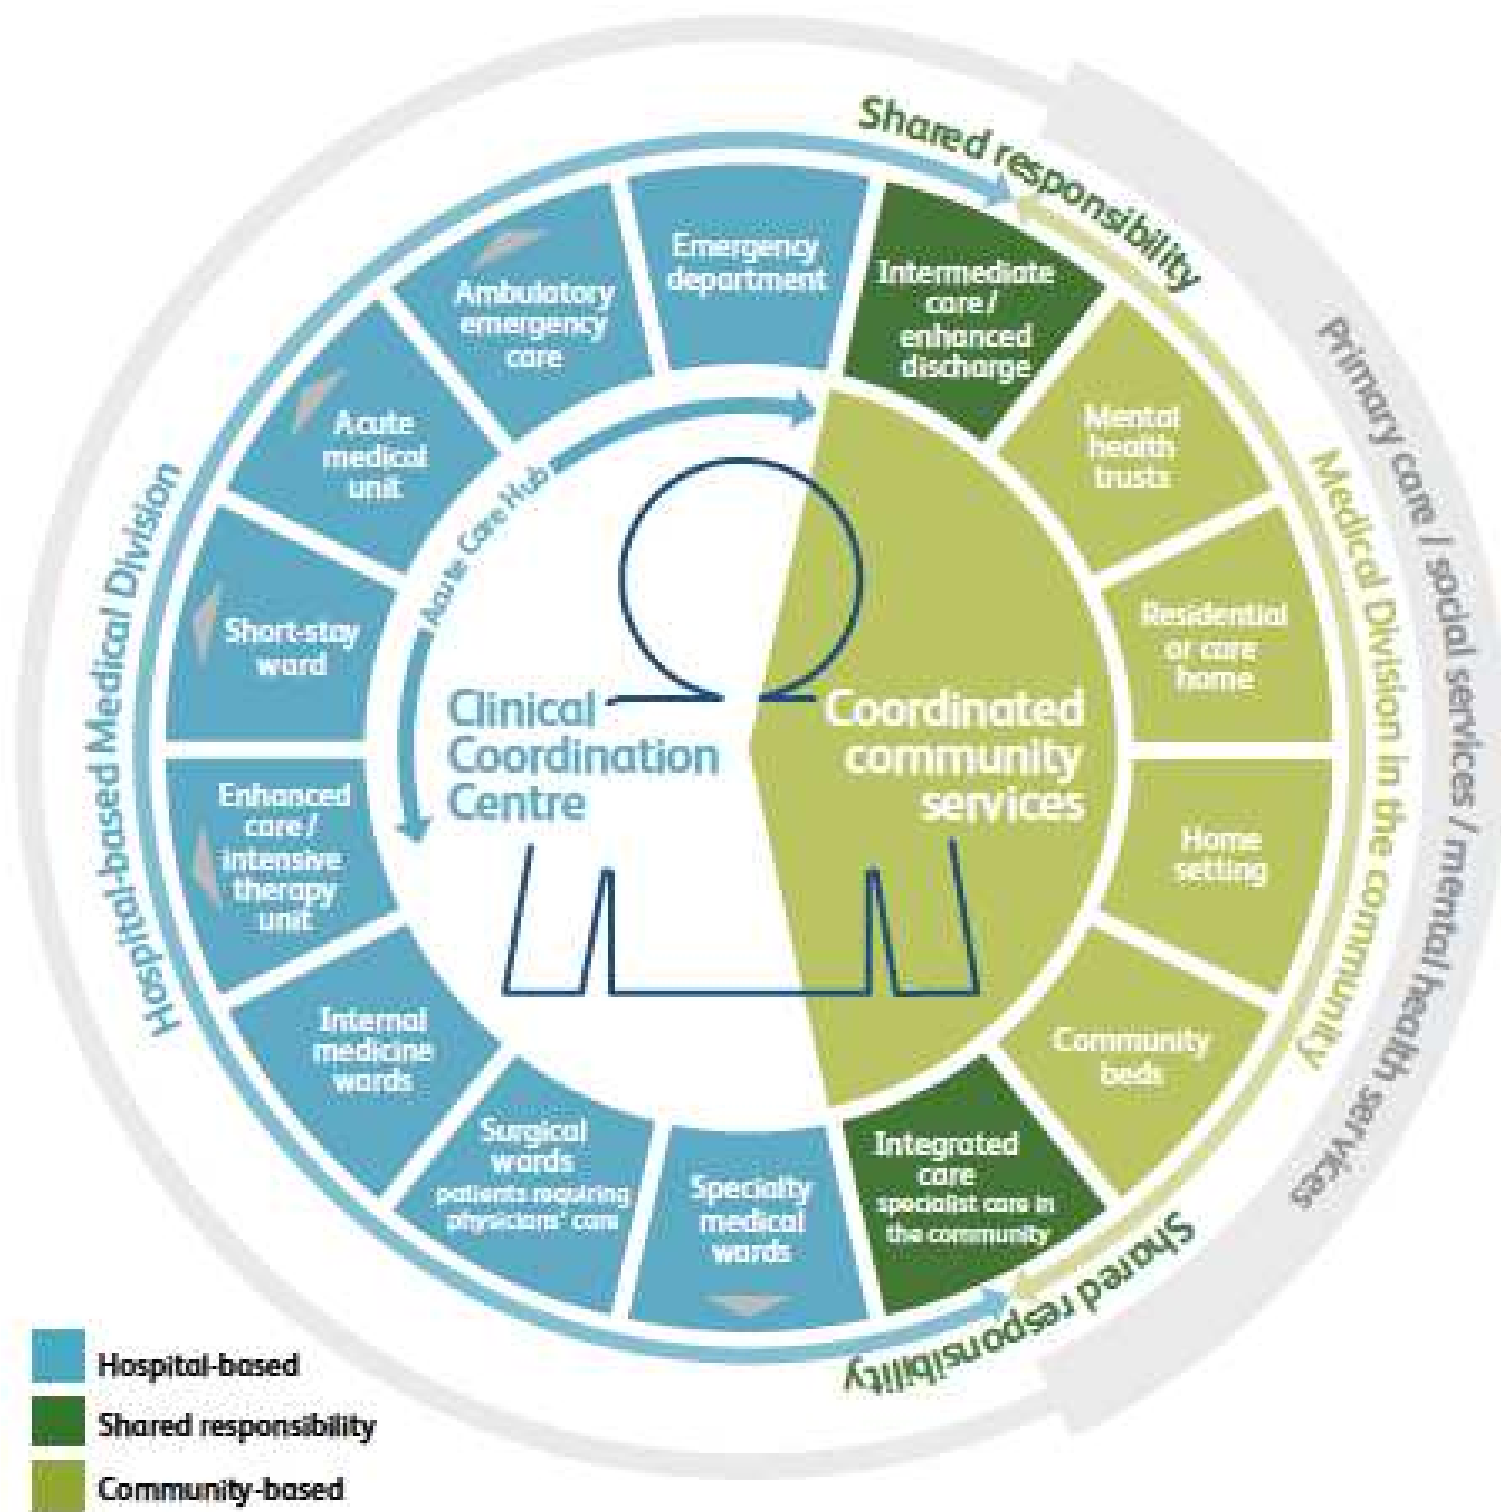 Shared responsibility
Primary care / social services / mental health services
Medical Division in the community
Hospital-based Medical Division
Emergency
department
Intermediate
care /
enhanced
discharge
Mental
health
trusts
Residential
or care
home
Home
setting
Community
beds
Integrated
care
specialist care in
the community
Specialty
medical
wards
Surgical
wards
patients requiring
physicians' care
Internal
medicine
wards
Enhanced
care /
intensive
therapy
unit
Short-stay
ward
Acute
medical
unit
Ambulatory
emergency
care
Acute Care Hub
Clinical
Coordination
Centre
Coordinated
community
services
Shared responsibility
Hospital-based
Shared responsibility
Community-based